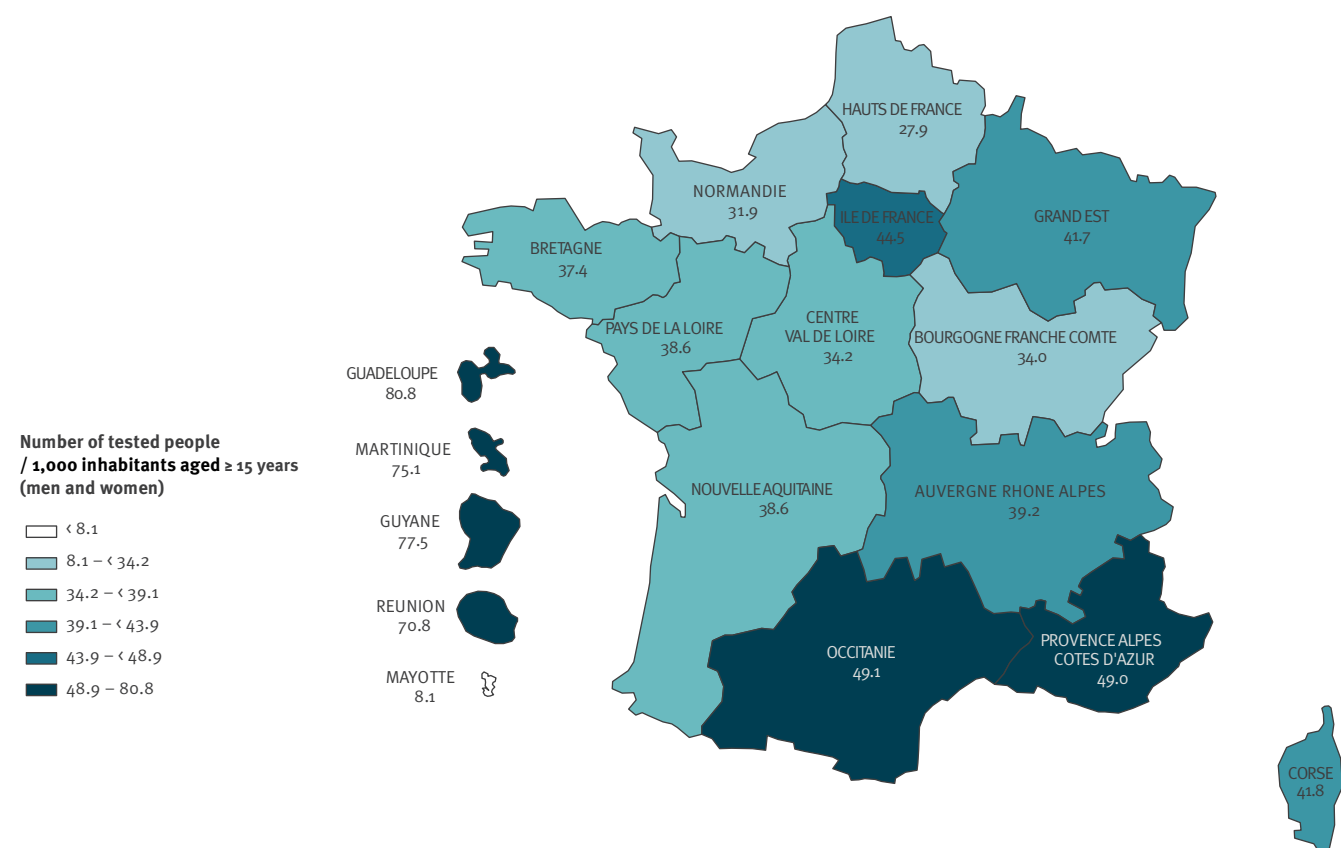 HAUTS DE FRANCE
27.9
NORMANDIE
31.9
ILE DE FRANCE
44.5
GRAND EST
41.7
BRETAGNE
37.4
PAYS DE LA LOIRE
38.6
CENTRE
VAL DE LOIRE
34.2
BOURGOGNE FRANCHE COMTE
34.0
GUADELOUPE
80.8
MARTINIQUE
75.1
GUYANE
77.5
REUNION
70.8
MAYOTTE
8.1
Number of tested people
/ 1,000 inhabitants aged ≥ 15 years
(men and women)
< 8.1
8.1 – < 34.2
34.2 – < 39.1
39.1 – < 43.9
43.9 – < 48.9
48.9 – 80.8
NOUVELLE AQUITAINE
38.6
AUVERGNE RHONE ALPES
39.2
OCCITANIE
49.1
PROVENCE ALPES
COTES D'AZUR
49.0
CORSE
41.8